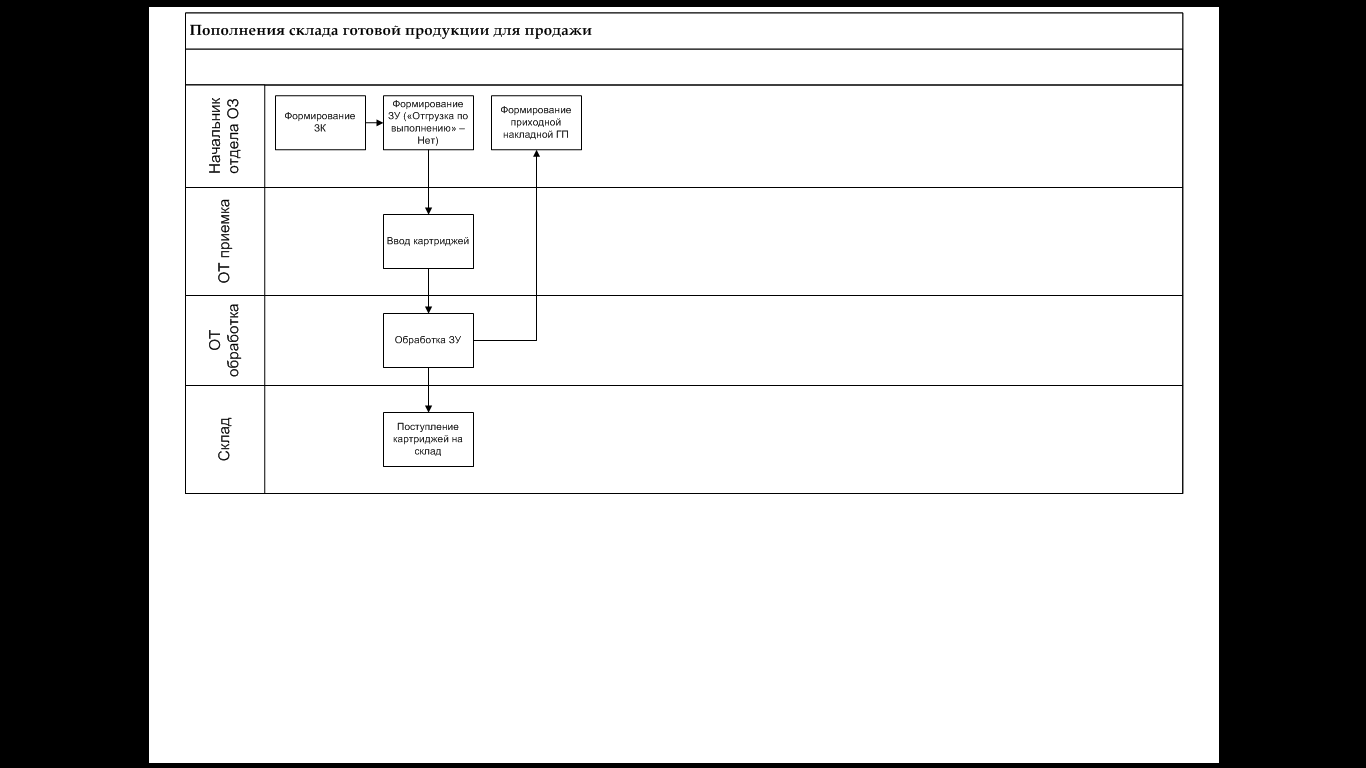 Пополнения склада готовой продукции для продажи
Начальник
отдела ОЗ
Формирование
ЗК
Формирование
ЗУ («Отгрузка по
выполнению» –
Нет)
Формирование
приходной
накладной ГП
ОТ приемка
Ввод картриджей
ОТ
обработка
Обработка ЗУ
Склад
Поступление
картриджей на
склад